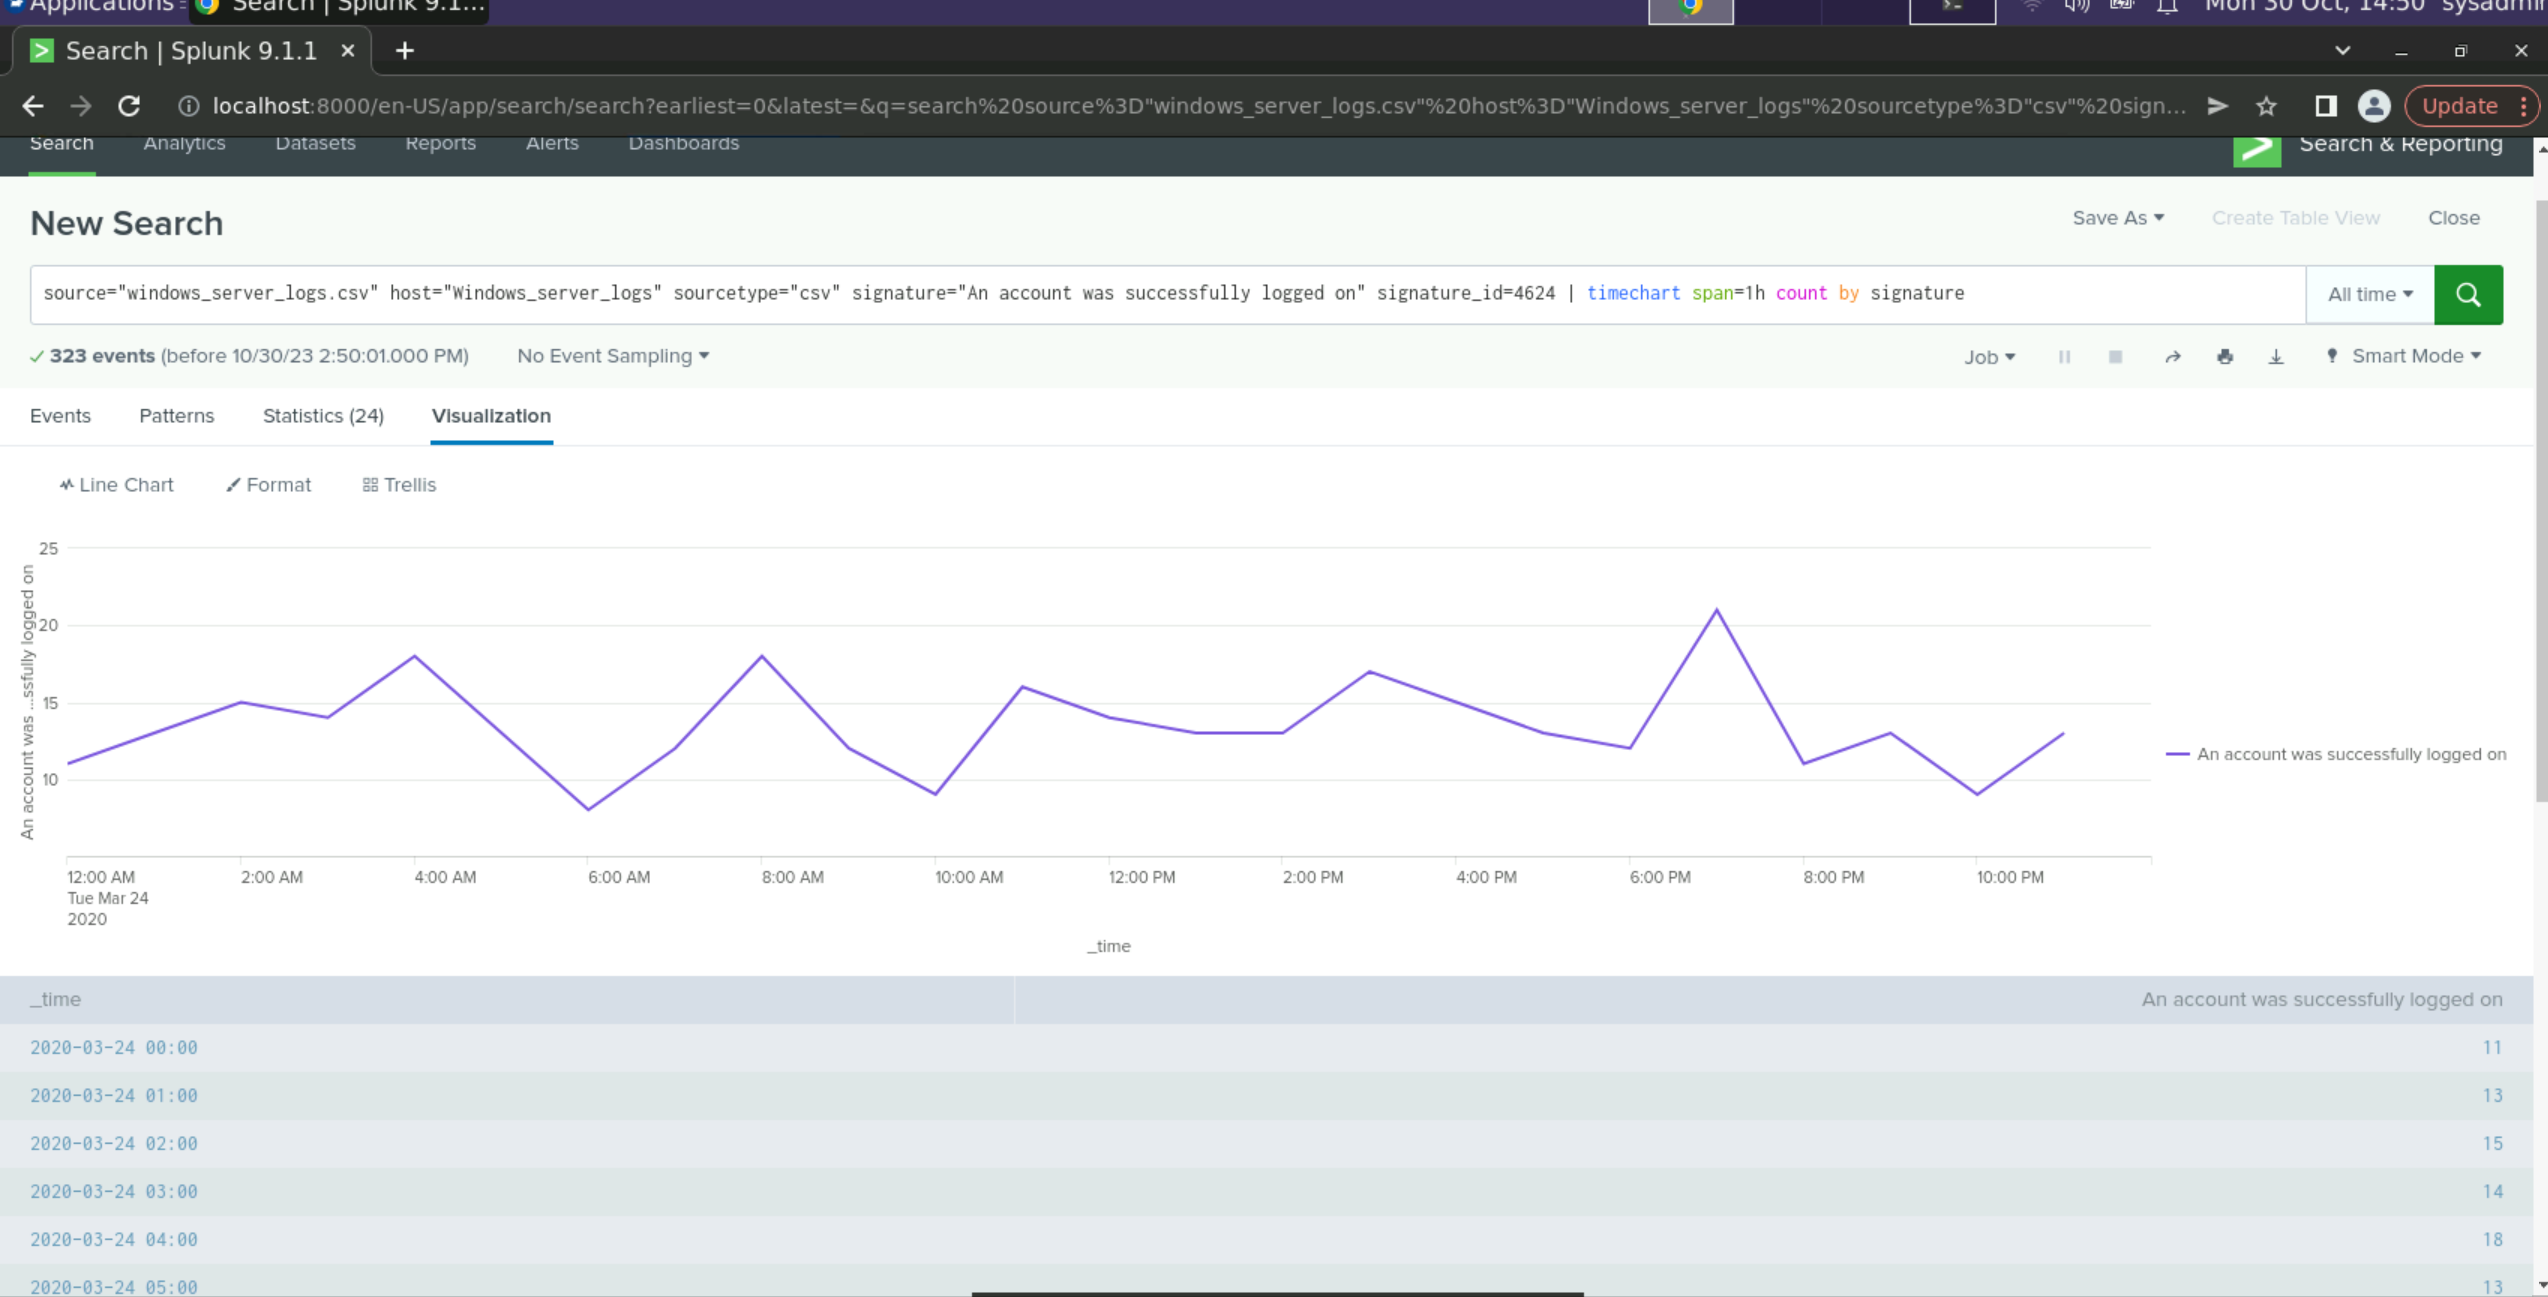 Applications
Search | Splunk 9.1...
Mon 30 Oct, 14:50 sysadmin
Search | Splunk 9.1.1
localhost:8000/en-US/app/search/search?earliest=0&latest=&q=search%20source%3D"windows_server_logs.csv"%20host%3D"Windows_server_logs"%20sourcetype%3D"csv"%20sign...
Update
Search Analytics Datasets Reports Alerts Dashboards
Search & Reporting
New Search
Save As Create Table View Close
source="windows_server_logs.csv" host="Windows_server_logs" sourcetype="csv" signature="An account was successfully logged on" signature_id=4624 | timechart span=1h count by signature
All time
323 events (before 10/30/23 2:50:01.000 PM) No Event Sampling
Job Smart Mode
Events Patterns Statistics (24) Visualization
Line Chart Format Trellis
An account was ...ssfully logged on
25
20
15
10
An account was successfully logged on
12:00 AM 2:00 AM 4:00 AM 6:00 AM 8:00 AM 10:00 AM 12:00 PM 2:00 PM 4:00 PM 6:00 PM 8:00 PM 10:00 PM
Tue Mar 24
2020
_time
_time An account was successfully logged on
2020-03-24 00:00 11
2020-03-24 01:00 13
2020-03-24 02:00 15
2020-03-24 03:00 14
2020-03-24 04:00 18
2020-03-24 05:00 13